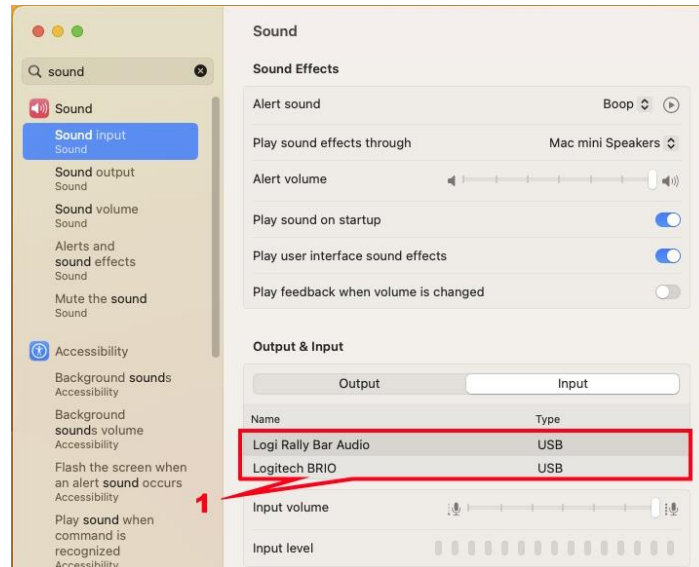 sound
Sound
Sound input
Sound
Sound output
Sound
Sound volume
Sound
Alerts and
sound effects
Sound
Mute the sound
Sound
Accessibility
Background sounds
Accessibility
Background
sounds volume
Accessibility
Flash the screen when
an alert sound occurs
Accessibility
Play sound when
command is
recognized
Accessibility
Sound
Sound Effects
Alert sound Boop
Play sound effects through Mac mini Speakers
Alert volume
Play sound on startup
Play user interface sound effects
Play feedback when volume is changed
Output & Input
Output Input
Name Type
Logi Rally Bar Audio USB
Logitech BRIO USB
1
Input volume
Input level